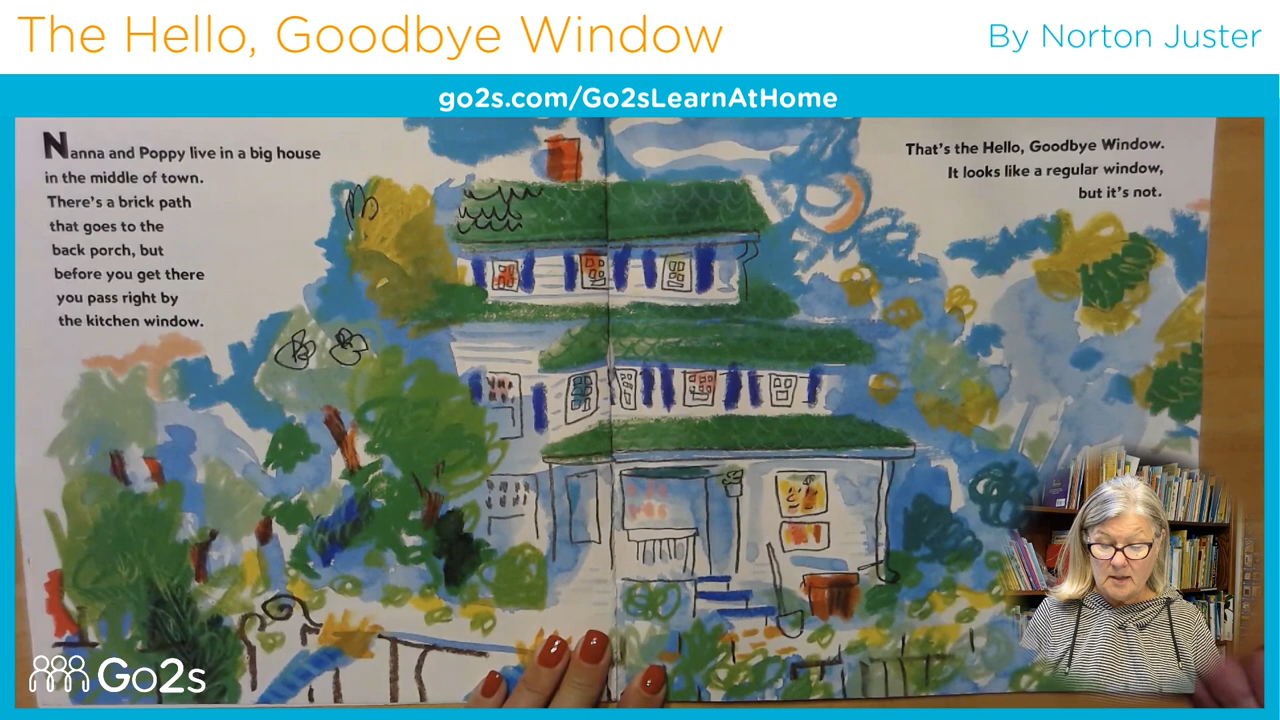 The Hello, Goodbye Window
By Norton Juster
go2s.com/Go2sLearnAtHome
Nanna and Poppy live in a big house
in the middle of town.
There's a brick path
that goes to the
back porch, but
before you get there
you pass right by
the kitchen window.
That's the Hello, Goodbye Window.
It looks like a regular window,
but it's not.
Go2s